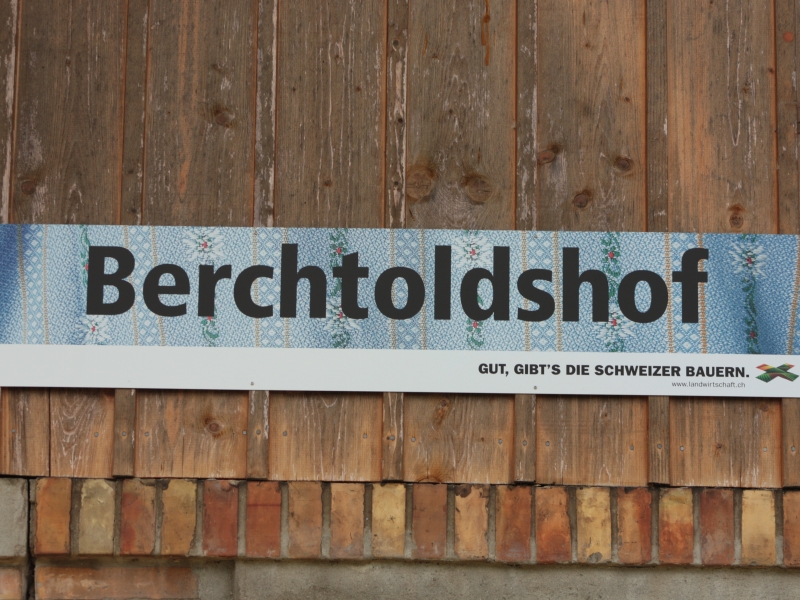 Berchtoldshof
GUT, GIBT'S DIE SCHWEIZER BAUERN.
www.landwirtschaft.ch